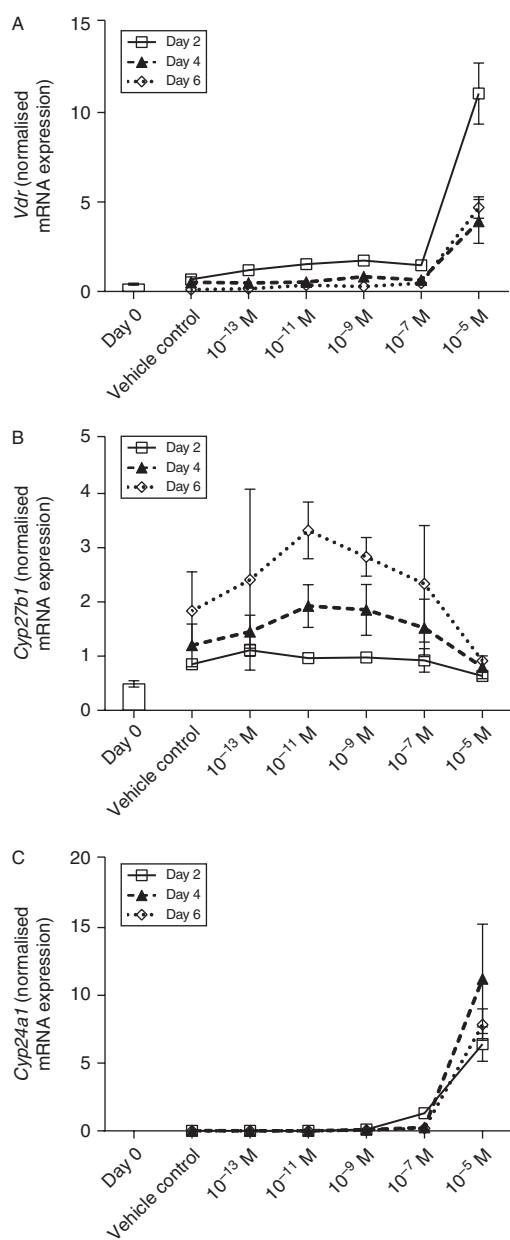 A
Vdr (normalised
mRNA expression)
15
10
5
0
Day 2
Day 4
Day 6
Day 0
Vehicle control
10⁻¹³ M
10⁻¹¹ M
10⁻⁹ M
10⁻⁷ M
10⁻⁵ M
B
Cyp27b1 (normalised
mRNA expression)
5
4
3
2
1
0
Day 2
Day 4
Day 6
Day 0
Vehicle control
10⁻¹³ M
10⁻¹¹ M
10⁻⁹ M
10⁻⁷ M
10⁻⁵ M
C
Cyp24a1 (normalised
mRNA expression)
20
15
10
5
0
Day 2
Day 4
Day 6
Day 0
Vehicle control
10⁻¹³ M
10⁻¹¹ M
10⁻⁹ M
10⁻⁷ M
10⁻⁵ M